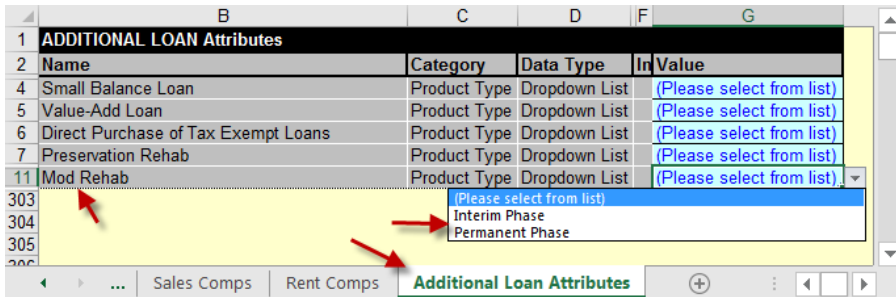 B C D F G
1 ADDITIONAL LOAN Attributes
2 Name Category Data Type In Value
4 Small Balance Loan Product Type Dropdown List (Please select from list)
5 Value-Add Loan Product Type Dropdown List (Please select from list)
6 Direct Purchase of Tax Exempt Loans Product Type Dropdown List (Please select from list)
7 Preservation Rehab Product Type Dropdown List (Please select from list)
11 Mod Rehab Product Type Dropdown List (Please select from list)
303 (Please select from list)
304 Interim Phase
Permanent Phase
305
... Sales Comps Rent Comps Additional Loan Attributes